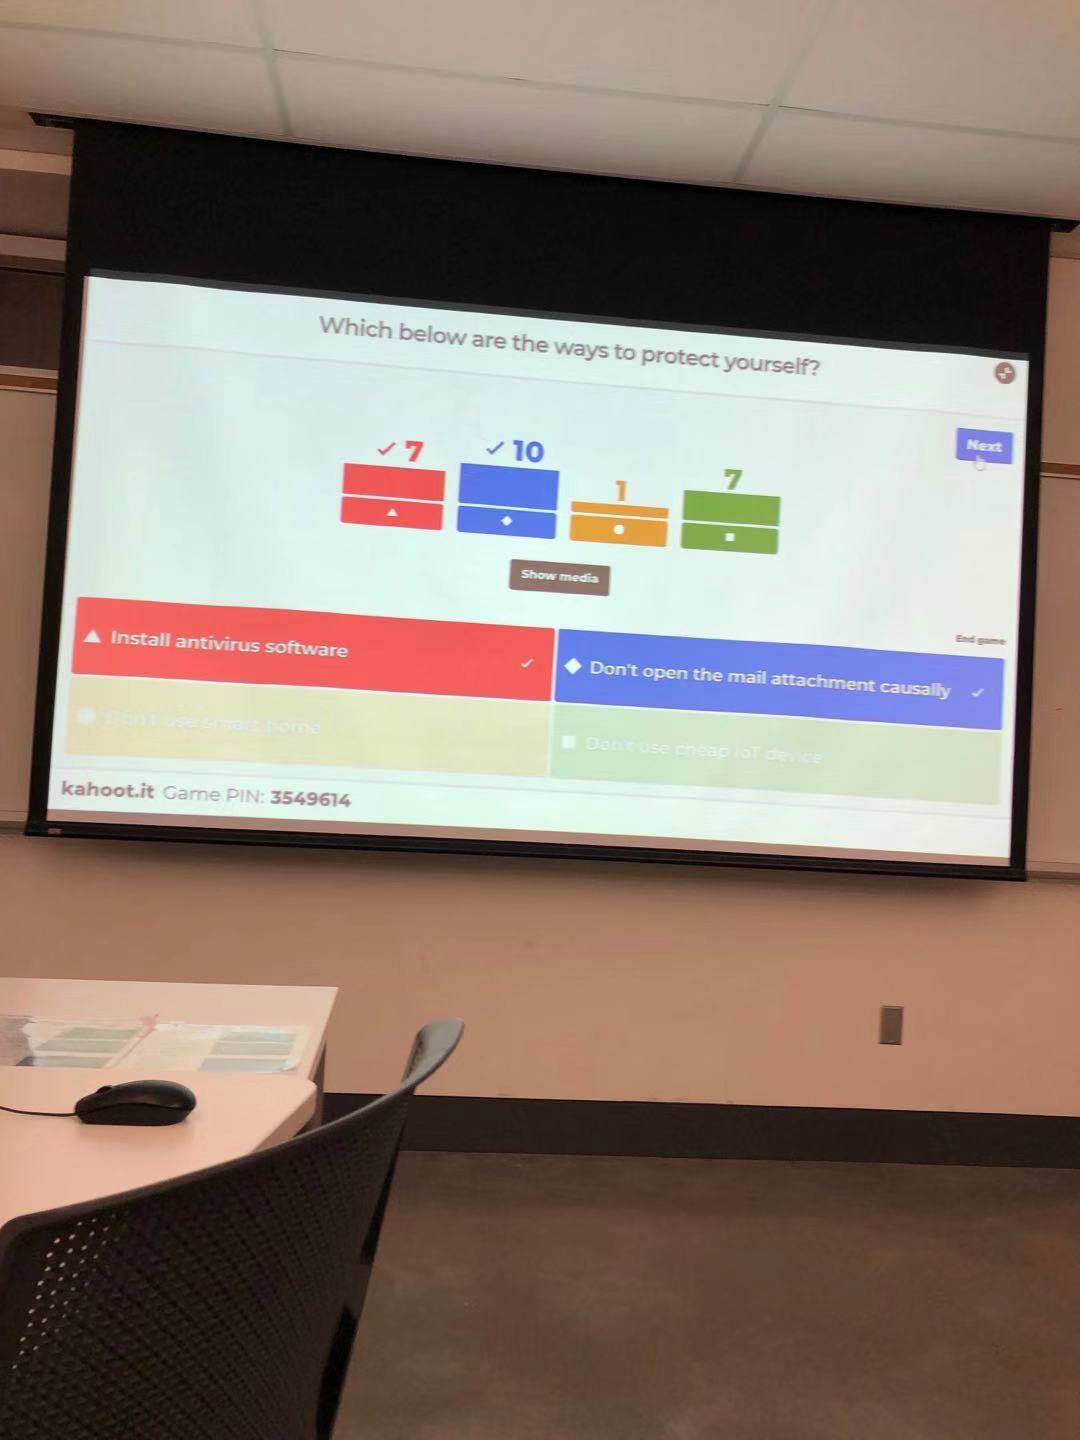 Which below are the ways to protect yourself?
Next
✓ 7
✓ 10
1
7
Show media
End game
Install antivirus software
Don't open the mail attachment causally
Don't use smart home
Don't use cheap IoT device
kahoot.it Game PIN: 3549614